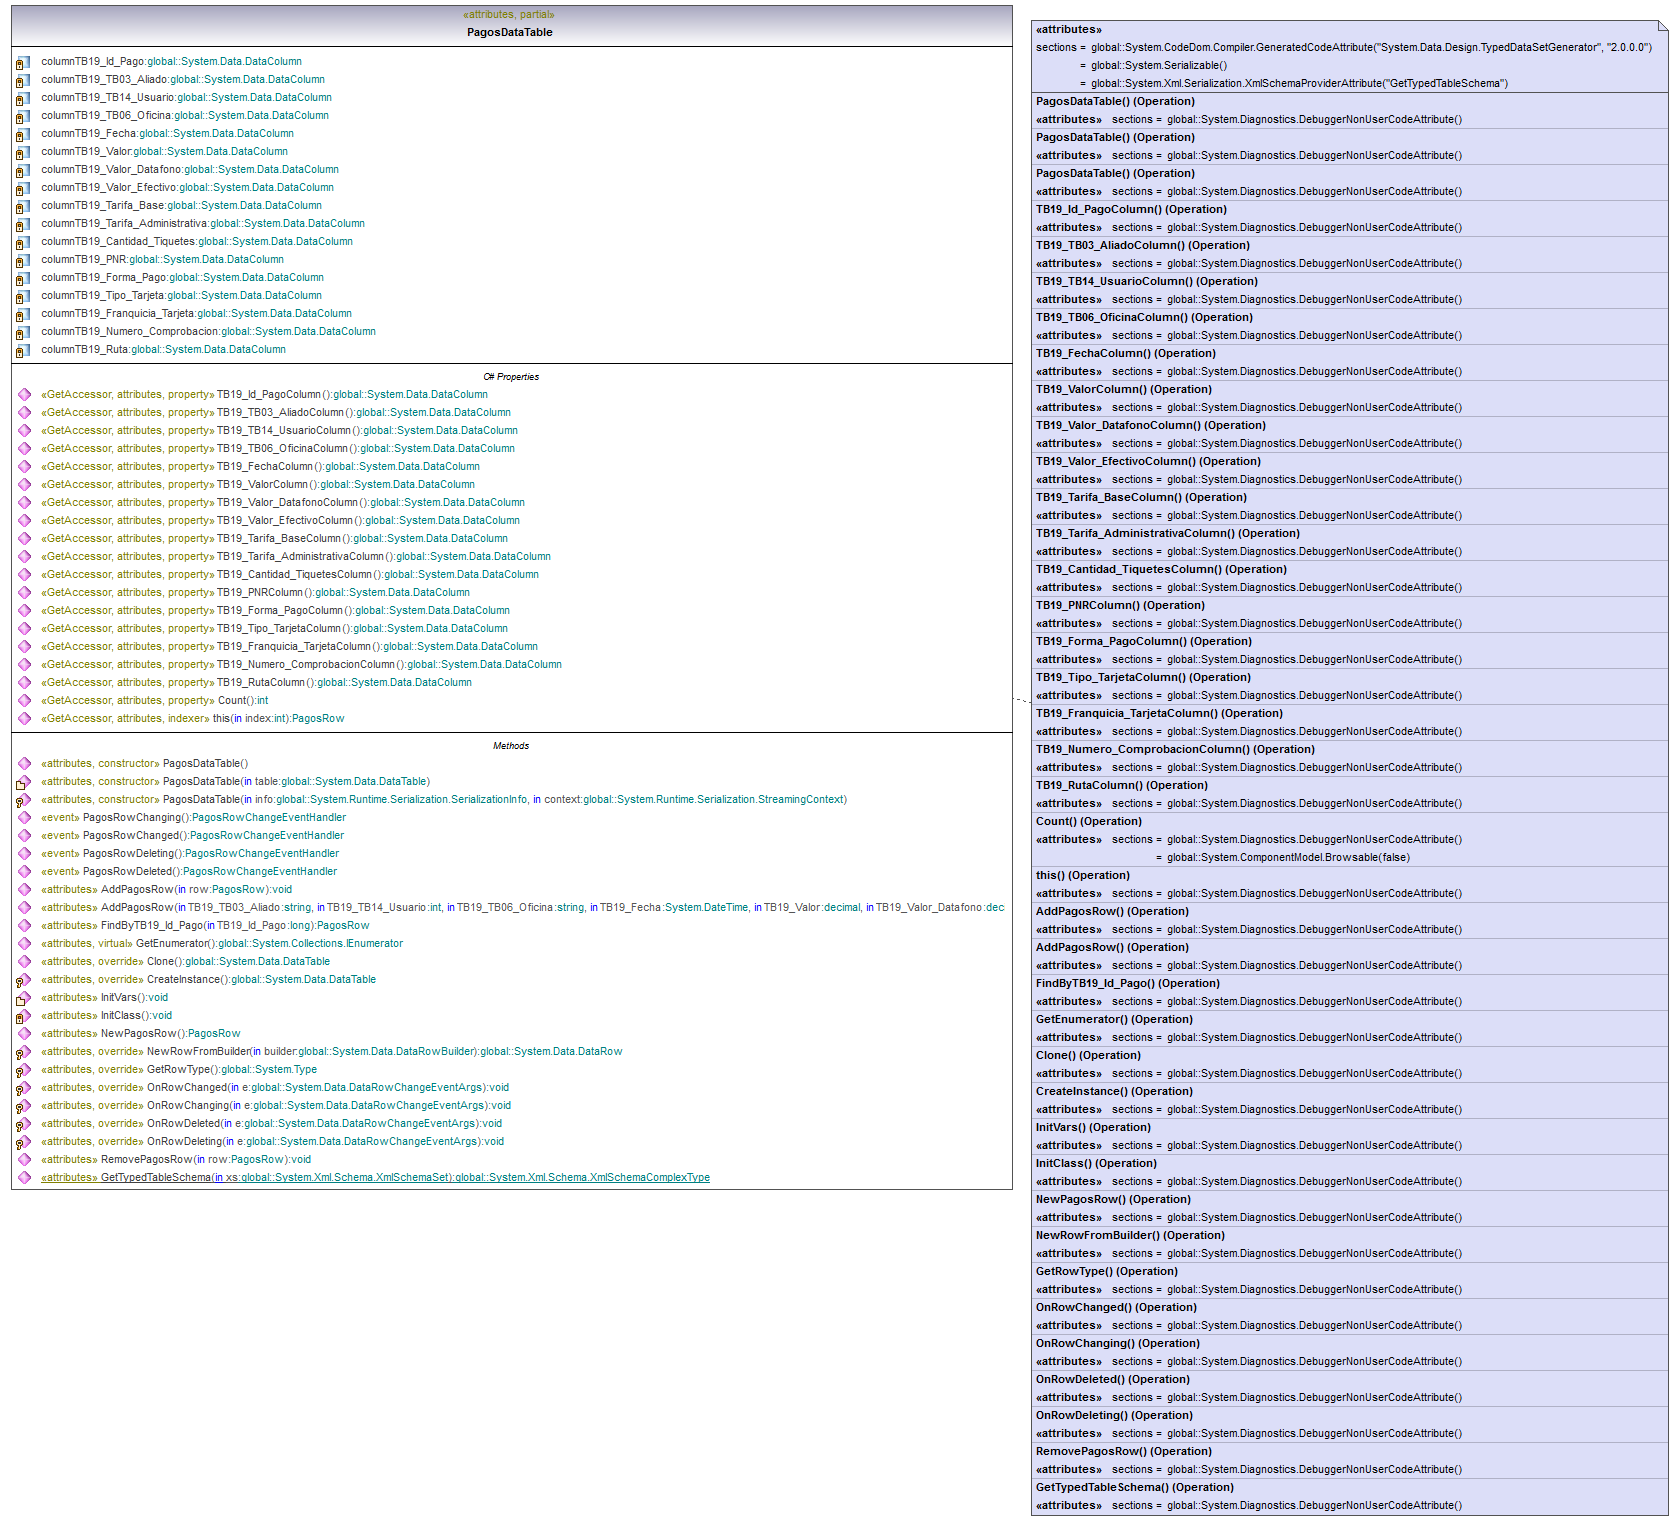 «attributes, partial»
PagosDataTable
columnTB19_Id_Pago:global::System.Data.DataColumn
columnTB19_TB03_Aliado:global::System.Data.DataColumn
columnTB19_TB14_Usuario:global::System.Data.DataColumn
columnTB19_TB06_Oficina:global::System.Data.DataColumn
columnTB19_Fecha:global::System.Data.DataColumn
columnTB19_Valor:global::System.Data.DataColumn
columnTB19_Valor_Datafono:global::System.Data.DataColumn
columnTB19_Valor_Efectivo:global::System.Data.DataColumn
columnTB19_Tarifa_Base:global::System.Data.DataColumn
columnTB19_Tarifa_Administrativa:global::System.Data.DataColumn
columnTB19_Cantidad_Tiquetes:global::System.Data.DataColumn
columnTB19_PNR:global::System.Data.DataColumn
columnTB19_Forma_Pago:global::System.Data.DataColumn
columnTB19_Tipo_Tarjeta:global::System.Data.DataColumn
columnTB19_Franquicia_Tarjeta:global::System.Data.DataColumn
columnTB19_Numero_Comprobacion:global::System.Data.DataColumn
columnTB19_Ruta:global::System.Data.DataColumn
C# Properties
«GetAccessor, attributes, property» TB19_Id_PagoColumn():global::System.Data.DataColumn
«GetAccessor, attributes, property» TB19_TB03_AliadoColumn():global::System.Data.DataColumn
«GetAccessor, attributes, property» TB19_TB14_UsuarioColumn():global::System.Data.DataColumn
«GetAccessor, attributes, property» TB19_TB06_OficinaColumn():global::System.Data.DataColumn
«GetAccessor, attributes, property» TB19_FechaColumn():global::System.Data.DataColumn
«GetAccessor, attributes, property» TB19_ValorColumn():global::System.Data.DataColumn
«GetAccessor, attributes, property» TB19_Valor_DatafonoColumn():global::System.Data.DataColumn
«GetAccessor, attributes, property» TB19_Valor_EfectivoColumn():global::System.Data.DataColumn
«GetAccessor, attributes, property» TB19_Tarifa_BaseColumn():global::System.Data.DataColumn
«GetAccessor, attributes, property» TB19_Tarifa_AdministrativaColumn():global::System.Data.DataColumn
«GetAccessor, attributes, property» TB19_Cantidad_TiquetesColumn():global::System.Data.DataColumn
«GetAccessor, attributes, property» TB19_PNRColumn():global::System.Data.DataColumn
«GetAccessor, attributes, property» TB19_Forma_PagoColumn():global::System.Data.DataColumn
«GetAccessor, attributes, property» TB19_Tipo_TarjetaColumn():global::System.Data.DataColumn
«GetAccessor, attributes, property» TB19_Franquicia_TarjetaColumn():global::System.Data.DataColumn
«GetAccessor, attributes, property» TB19_Numero_ComprobacionColumn():global::System.Data.DataColumn
«GetAccessor, attributes, property» TB19_RutaColumn():global::System.Data.DataColumn
«GetAccessor, attributes, property» Count():int
«GetAccessor, attributes, indexer» this(in index:int):PagosRow
Methods
«attributes, constructor» PagosDataTable()
«attributes, constructor» PagosDataTable(in table:global::System.Data.DataTable)
«attributes, constructor» PagosDataTable(in info:global::System.Runtime.Serialization.SerializationInfo, in context:global::System.Runtime.Serialization.StreamingContext)
«event» PagosRowChanging():PagosRowChangeEventHandler
«event» PagosRowChanged():PagosRowChangeEventHandler
«event» PagosRowDeleting():PagosRowChangeEventHandler
«event» PagosRowDeleted():PagosRowChangeEventHandler
«attributes» AddPagosRow(in row:PagosRow):void
«attributes» AddPagosRow(in TB19_TB03_Aliado:string, in TB19_TB14_Usuario:int, in TB19_TB06_Oficina:string, in TB19_Fecha:System.DateTime, in TB19_Valor:decimal, in TB19_Valor_Datafono:dec
«attributes» FindByTB19_Id_Pago(in TB19_Id_Pago:long):PagosRow
«attributes, virtual» GetEnumerator():global::System.Collections.IEnumerator
«attributes, override» Clone():global::System.Data.DataTable
«attributes, override» CreateInstance():global::System.Data.DataTable
«attributes» InitVars():void
«attributes» InitClass():void
«attributes» NewPagosRow():PagosRow
«attributes, override» NewRowFromBuilder(in builder:global::System.Data.DataRowBuilder):global::System.Data.DataRow
«attributes, override» GetRowType():global::System.Type
«attributes, override» OnRowChanged(in e:global::System.Data.DataRowChangeEventArgs):void
«attributes, override» OnRowChanging(in e:global::System.Data.DataRowChangeEventArgs):void
«attributes, override» OnRowDeleted(in e:global::System.Data.DataRowChangeEventArgs):void
«attributes, override» OnRowDeleting(in e:global::System.Data.DataRowChangeEventArgs):void
«attributes» RemovePagosRow(in row:PagosRow):void
«attributes» GetTypedTableSchema(in xs:global::System.Xml.Schema.XmlSchemaSet):global::System.Xml.Schema.XmlSchemaComplexType
«attributes»
sections = global::System.CodeDom.Compiler.GeneratedCodeAttribute("System.Data.Design.TypedDataSetGenerator", "2.0.0.0")
= global::System.Serializable()
= global::System.Xml.Serialization.XmlSchemaProviderAttribute("GetTypedTableSchema")
PagosDataTable() (Operation)
«attributes» sections = global::System.Diagnostics.DebuggerNonUserCodeAttribute()
PagosDataTable() (Operation)
«attributes» sections = global::System.Diagnostics.DebuggerNonUserCodeAttribute()
PagosDataTable() (Operation)
«attributes» sections = global::System.Diagnostics.DebuggerNonUserCodeAttribute()
TB19_Id_PagoColumn() (Operation)
«attributes» sections = global::System.Diagnostics.DebuggerNonUserCodeAttribute()
TB19_TB03_AliadoColumn() (Operation)
«attributes» sections = global::System.Diagnostics.DebuggerNonUserCodeAttribute()
TB19_TB14_UsuarioColumn() (Operation)
«attributes» sections = global::System.Diagnostics.DebuggerNonUserCodeAttribute()
TB19_TB06_OficinaColumn() (Operation)
«attributes» sections = global::System.Diagnostics.DebuggerNonUserCodeAttribute()
TB19_FechaColumn() (Operation)
«attributes» sections = global::System.Diagnostics.DebuggerNonUserCodeAttribute()
TB19_ValorColumn() (Operation)
«attributes» sections = global::System.Diagnostics.DebuggerNonUserCodeAttribute()
TB19_Valor_DatafonoColumn() (Operation)
«attributes» sections = global::System.Diagnostics.DebuggerNonUserCodeAttribute()
TB19_Valor_EfectivoColumn() (Operation)
«attributes» sections = global::System.Diagnostics.DebuggerNonUserCodeAttribute()
TB19_Tarifa_BaseColumn() (Operation)
«attributes» sections = global::System.Diagnostics.DebuggerNonUserCodeAttribute()
TB19_Tarifa_AdministrativaColumn() (Operation)
«attributes» sections = global::System.Diagnostics.DebuggerNonUserCodeAttribute()
TB19_Cantidad_TiquetesColumn() (Operation)
«attributes» sections = global::System.Diagnostics.DebuggerNonUserCodeAttribute()
TB19_PNRColumn() (Operation)
«attributes» sections = global::System.Diagnostics.DebuggerNonUserCodeAttribute()
TB19_Forma_PagoColumn() (Operation)
«attributes» sections = global::System.Diagnostics.DebuggerNonUserCodeAttribute()
TB19_Tipo_TarjetaColumn() (Operation)
«attributes» sections = global::System.Diagnostics.DebuggerNonUserCodeAttribute()
TB19_Franquicia_TarjetaColumn() (Operation)
«attributes» sections = global::System.Diagnostics.DebuggerNonUserCodeAttribute()
TB19_Numero_ComprobacionColumn() (Operation)
«attributes» sections = global::System.Diagnostics.DebuggerNonUserCodeAttribute()
TB19_RutaColumn() (Operation)
«attributes» sections = global::System.Diagnostics.DebuggerNonUserCodeAttribute()
Count() (Operation)
«attributes» sections = global::System.Diagnostics.DebuggerNonUserCodeAttribute()
= global::System.ComponentModel.Browsable(false)
this() (Operation)
«attributes» sections = global::System.Diagnostics.DebuggerNonUserCodeAttribute()
AddPagosRow() (Operation)
«attributes» sections = global::System.Diagnostics.DebuggerNonUserCodeAttribute()
AddPagosRow() (Operation)
«attributes» sections = global::System.Diagnostics.DebuggerNonUserCodeAttribute()
FindByTB19_Id_Pago() (Operation)
«attributes» sections = global::System.Diagnostics.DebuggerNonUserCodeAttribute()
GetEnumerator() (Operation)
«attributes» sections = global::System.Diagnostics.DebuggerNonUserCodeAttribute()
Clone() (Operation)
«attributes» sections = global::System.Diagnostics.DebuggerNonUserCodeAttribute()
CreateInstance() (Operation)
«attributes» sections = global::System.Diagnostics.DebuggerNonUserCodeAttribute()
InitVars() (Operation)
«attributes» sections = global::System.Diagnostics.DebuggerNonUserCodeAttribute()
InitClass() (Operation)
«attributes» sections = global::System.Diagnostics.DebuggerNonUserCodeAttribute()
NewPagosRow() (Operation)
«attributes» sections = global::System.Diagnostics.DebuggerNonUserCodeAttribute()
NewRowFromBuilder() (Operation)
«attributes» sections = global::System.Diagnostics.DebuggerNonUserCodeAttribute()
GetRowType() (Operation)
«attributes» sections = global::System.Diagnostics.DebuggerNonUserCodeAttribute()
OnRowChanged() (Operation)
«attributes» sections = global::System.Diagnostics.DebuggerNonUserCodeAttribute()
OnRowChanging() (Operation)
«attributes» sections = global::System.Diagnostics.DebuggerNonUserCodeAttribute()
OnRowDeleted() (Operation)
«attributes» sections = global::System.Diagnostics.DebuggerNonUserCodeAttribute()
OnRowDeleting() (Operation)
«attributes» sections = global::System.Diagnostics.DebuggerNonUserCodeAttribute()
RemovePagosRow() (Operation)
«attributes» sections = global::System.Diagnostics.DebuggerNonUserCodeAttribute()
GetTypedTableSchema() (Operation)
«attributes» sections = global::System.Diagnostics.DebuggerNonUserCodeAttribute()